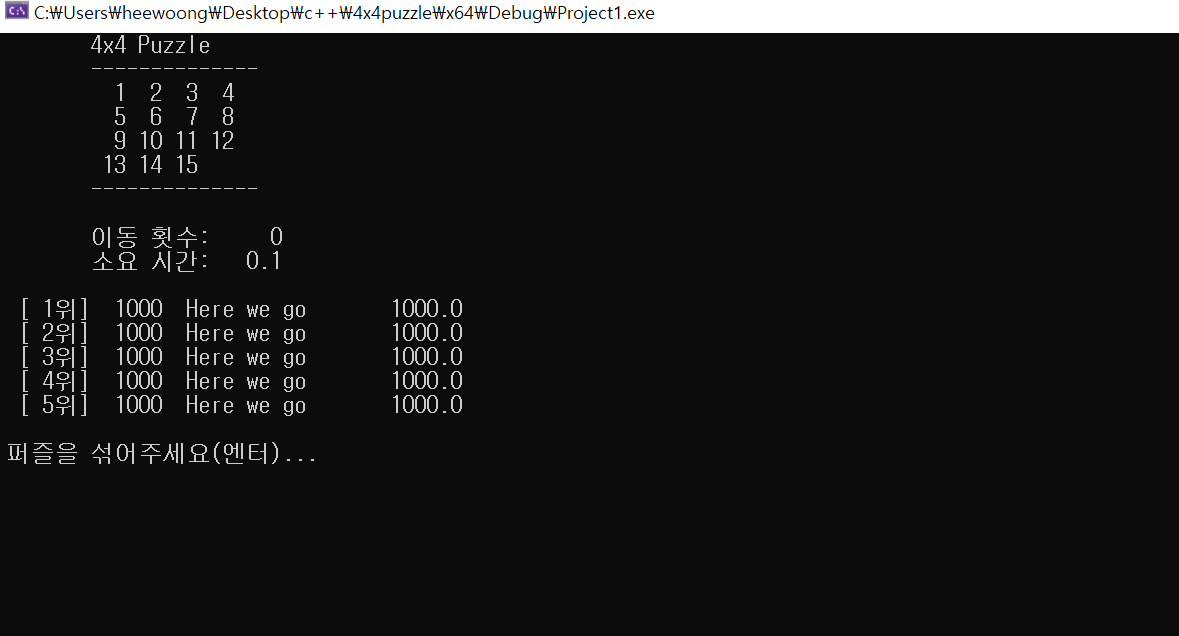 C:\Users\heewoong\Desktop\c++\4x4puzzle\x64\Debug\Project1.exe
4x4 Puzzle
--------------
1 2 3 4
5 6 7 8
9 10 11 12
13 14 15
--------------
이동 횟수: 0
소요 시간: 0.1
[ 1위] 1000 Here we go 1000.0
[ 2위] 1000 Here we go 1000.0
[ 3위] 1000 Here we go 1000.0
[ 4위] 1000 Here we go 1000.0
[ 5위] 1000 Here we go 1000.0
퍼즐을 섞어주세요(엔터)...